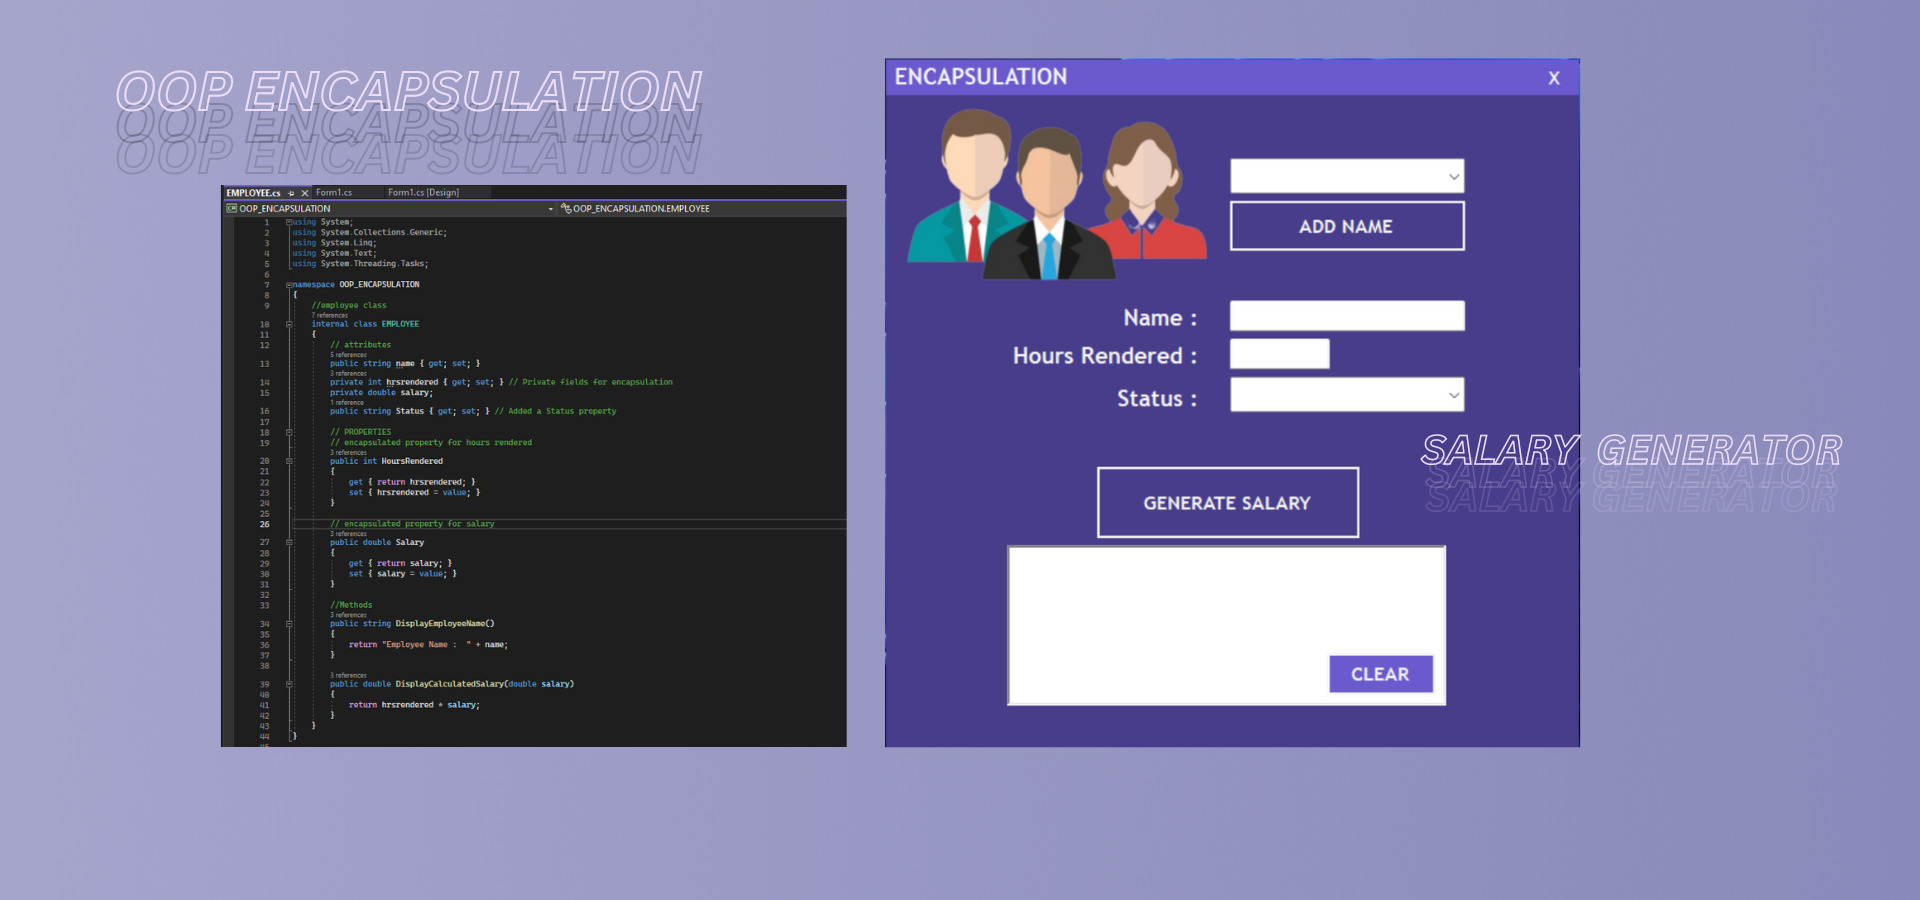 OOP ENCAPSULATION
OOP ENCAPSULATION
OOP ENCAPSULATION
EMPLOYEE.cs X Form1.cs Form1.cs [Design]
OOP_ENCAPSULATION OOP_ENCAPSULATION.EMPLOYEE
1 using System;
2 using System.Collections.Generic;
3 using System.Linq;
4 using System.Text;
5 using System.Threading.Tasks;
6
7 namespace OOP_ENCAPSULATION
8 {
9 //employee class
7 references
10 internal class EMPLOYEE
11 {
12 // attributes
5 references
13 public string name { get; set; }
3 references
14 private int hrsrendered { get; set; } // Private fields for encapsulation
15 private double salary;
1 reference
16 public string Status { get; set; } // Added a Status property
17
18 // PROPERTIES
19 // encapsulated property for hours rendered
3 references
20 public int HoursRendered
21 {
22 get { return hrsrendered; }
23 set { hrsrendered = value; }
24 }
25
26 // encapsulated property for salary
3 references
27 public double Salary
28 {
29 get { return salary; }
30 set { salary = value; }
31 }
32
33 //Methods
3 references
34 public string DisplayEmployeeName()
35 {
36 return "Employee Name :  " + name;
37 }
38
3 references
39 public double DisplayCalculatedSalary(double salary)
40 {
41 return hrsrendered * salary;
42 }
43 }
44 }
ENCAPSULATION X
ADD NAME
Name :
Hours Rendered :
Status :
GENERATE SALARY
CLEAR
SALARY GENERATOR
SALARY GENERATOR
SALARY GENERATOR